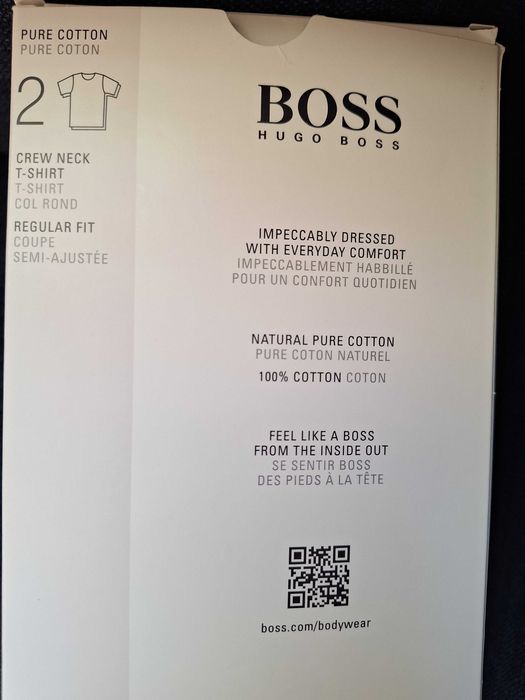 PURE COTTON
PURE COTON
2
CREW NECK
T-SHIRT
T-SHIRT
COL ROND
REGULAR FIT
COUPE
SEMI-AJUSTÉE
BOSS
HUGO BOSS
IMPECCABLY DRESSED
WITH EVERYDAY COMFORT
IMPECCABLEMENT HABBILLÉ
POUR UN CONFORT QUOTIDIEN
NATURAL PURE COTTON
PURE COTON NATUREL
100% COTTON COTON
FEEL LIKE A BOSS
FROM THE INSIDE OUT
SE SENTIR BOSS
DES PIEDS À LA TÊTE
boss.com/bodywear